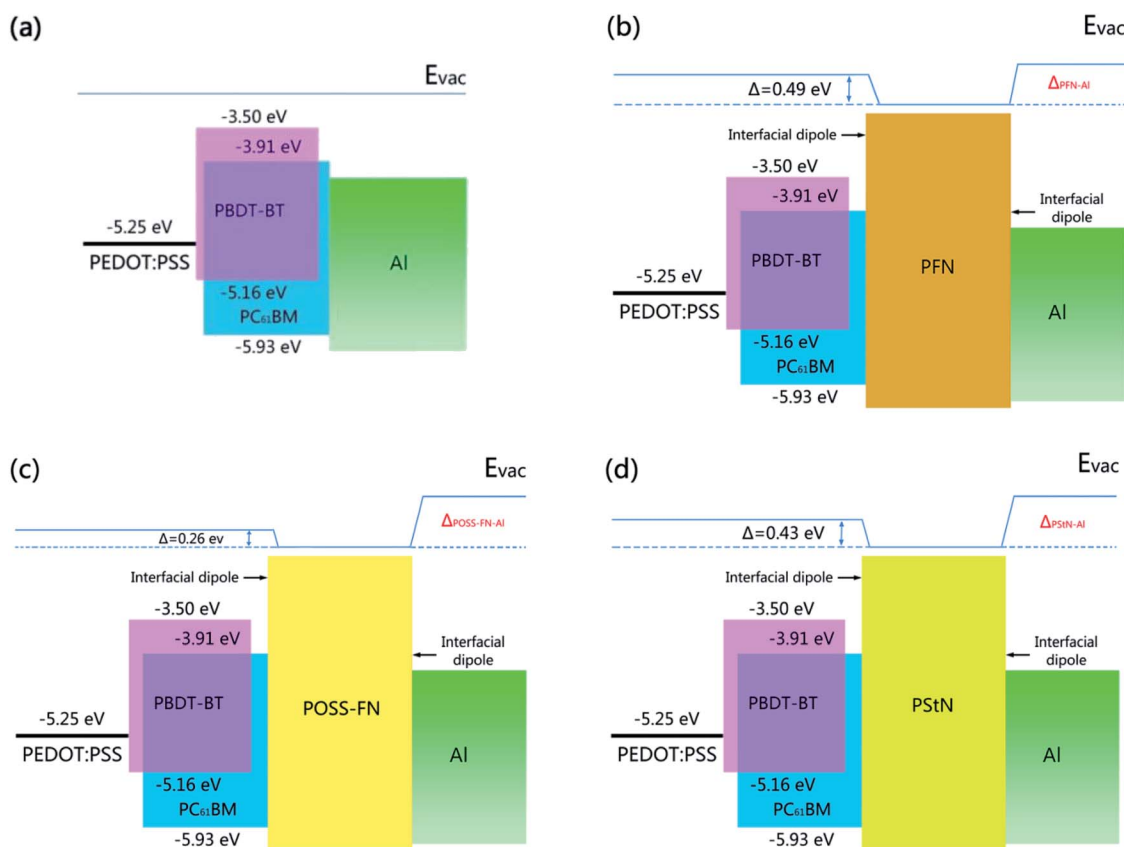 (a)
Evac
-3.50 eV
-3.91 eV
PBDT-BT
-5.25 eV
PEDOT:PSS
Al
-5.16 eV
PC₆₁BM
-5.93 eV
(b)
Evac
Δ=0.49 eV
ΔPFN-Al
Interfacial dipole
-3.50 eV
-3.91 eV
Interfacial
dipole
PBDT-BT
PFN
-5.25 eV
PEDOT:PSS
Al
-5.16 eV
PC₆₁BM
-5.93 eV
(c)
Evac
Δ=0.26 ev
ΔPOSS-FN-Al
Interfacial dipole
-3.50 eV
-3.91 eV
Interfacial
dipole
PBDT-BT
POSS-FN
-5.25 eV
PEDOT:PSS
Al
-5.16 eV
PC₆₁BM
-5.93 eV
(d)
Evac
Δ=0.43 eV
ΔPStN-Al
Interfacial dipole
-3.50 eV
-3.91 eV
Interfacial
dipole
PBDT-BT
PStN
-5.25 eV
PEDOT:PSS
Al
-5.16 eV
PC₆₁BM
-5.93 eV